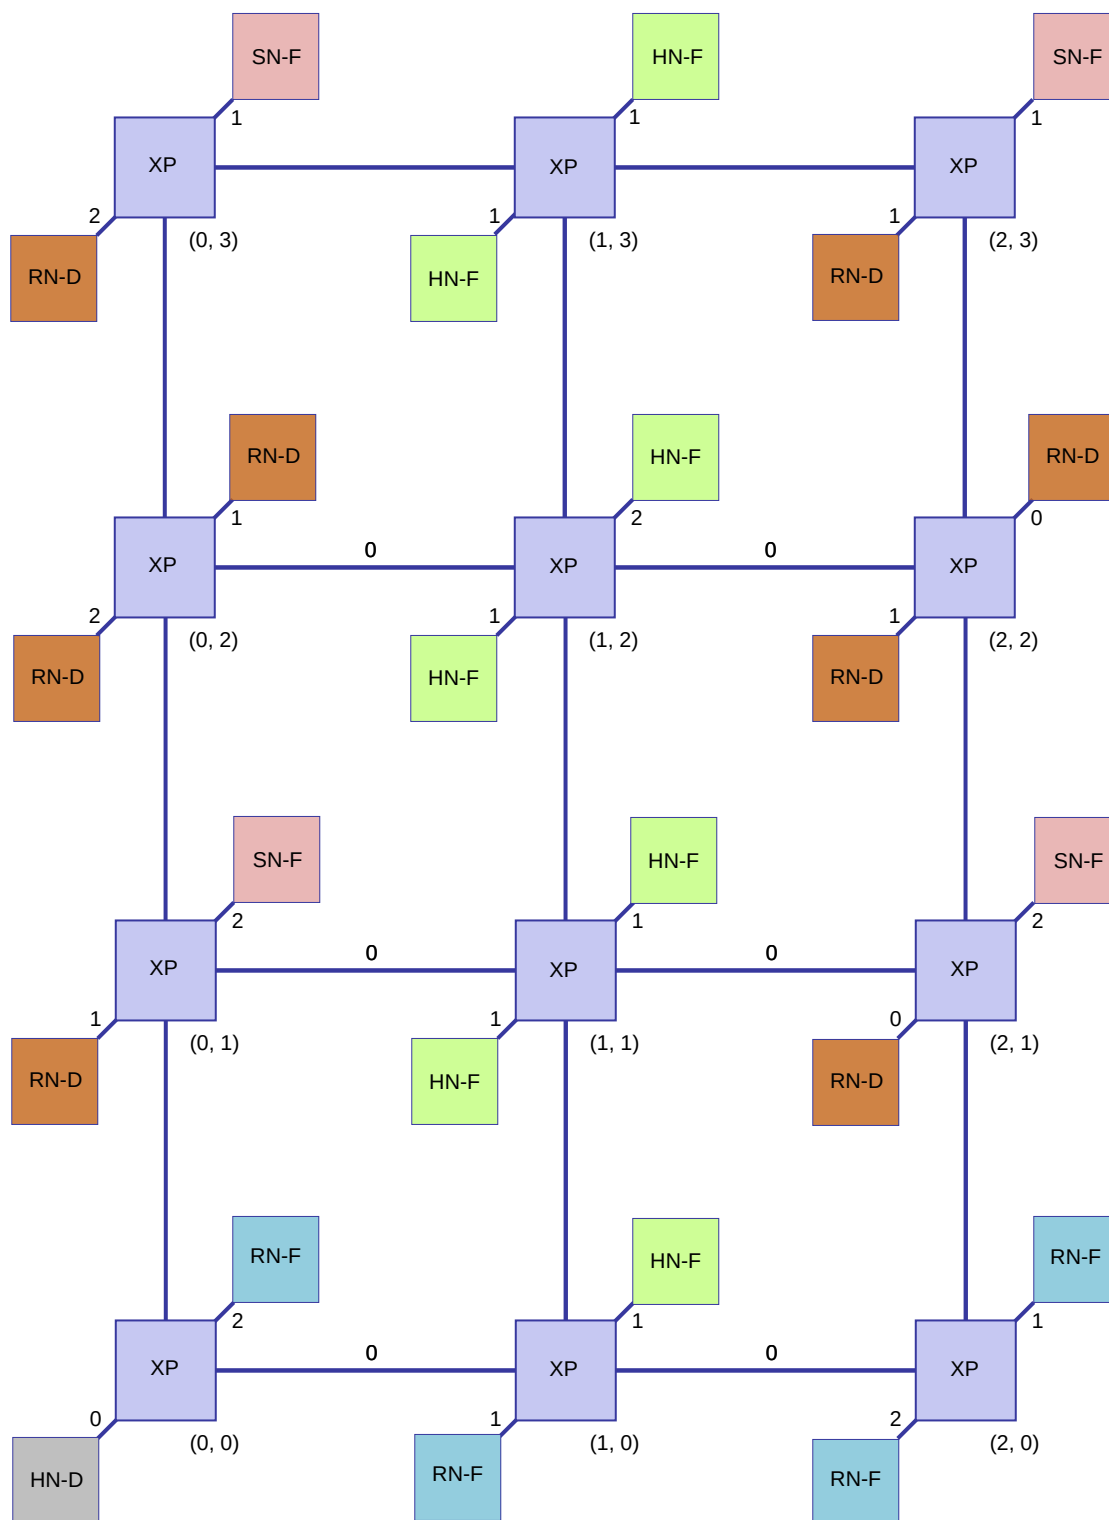 SN-F
HN-F
SN-F
1
1
1
XP
XP
XP
2
1
1
(0, 3)
(1, 3)
(2, 3)
RN-D
HN-F
RN-D
RN-D
HN-F
RN-D
1
2
0
0
0
XP
XP
XP
2
1
1
(0, 2)
(1, 2)
(2, 2)
RN-D
HN-F
RN-D
SN-F
HN-F
SN-F
2
1
2
0
0
XP
XP
XP
1
1
0
(0, 1)
(1, 1)
(2, 1)
RN-D
HN-F
RN-D
RN-F
HN-F
RN-F
2
1
1
0
0
XP
XP
XP
0
1
2
(0, 0)
(1, 0)
(2, 0)
HN-D
RN-F
RN-F